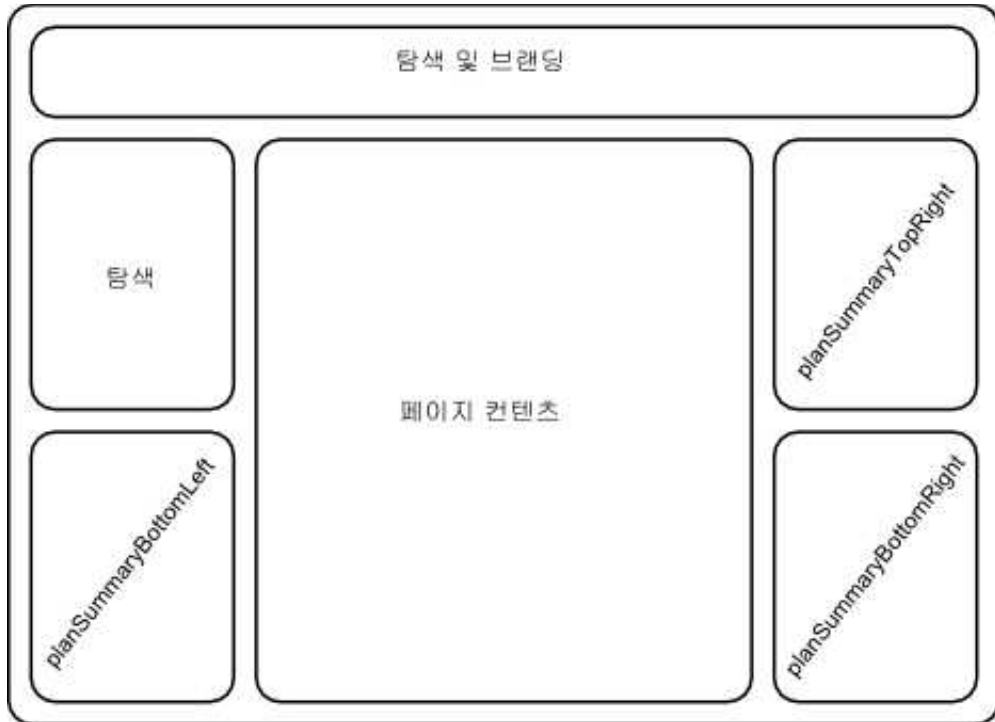 탐색 및 브랜딩
탐색
페이지 컨텐츠
planSummaryTopRight
planSummaryBottomLeft
planSummaryBottomRight